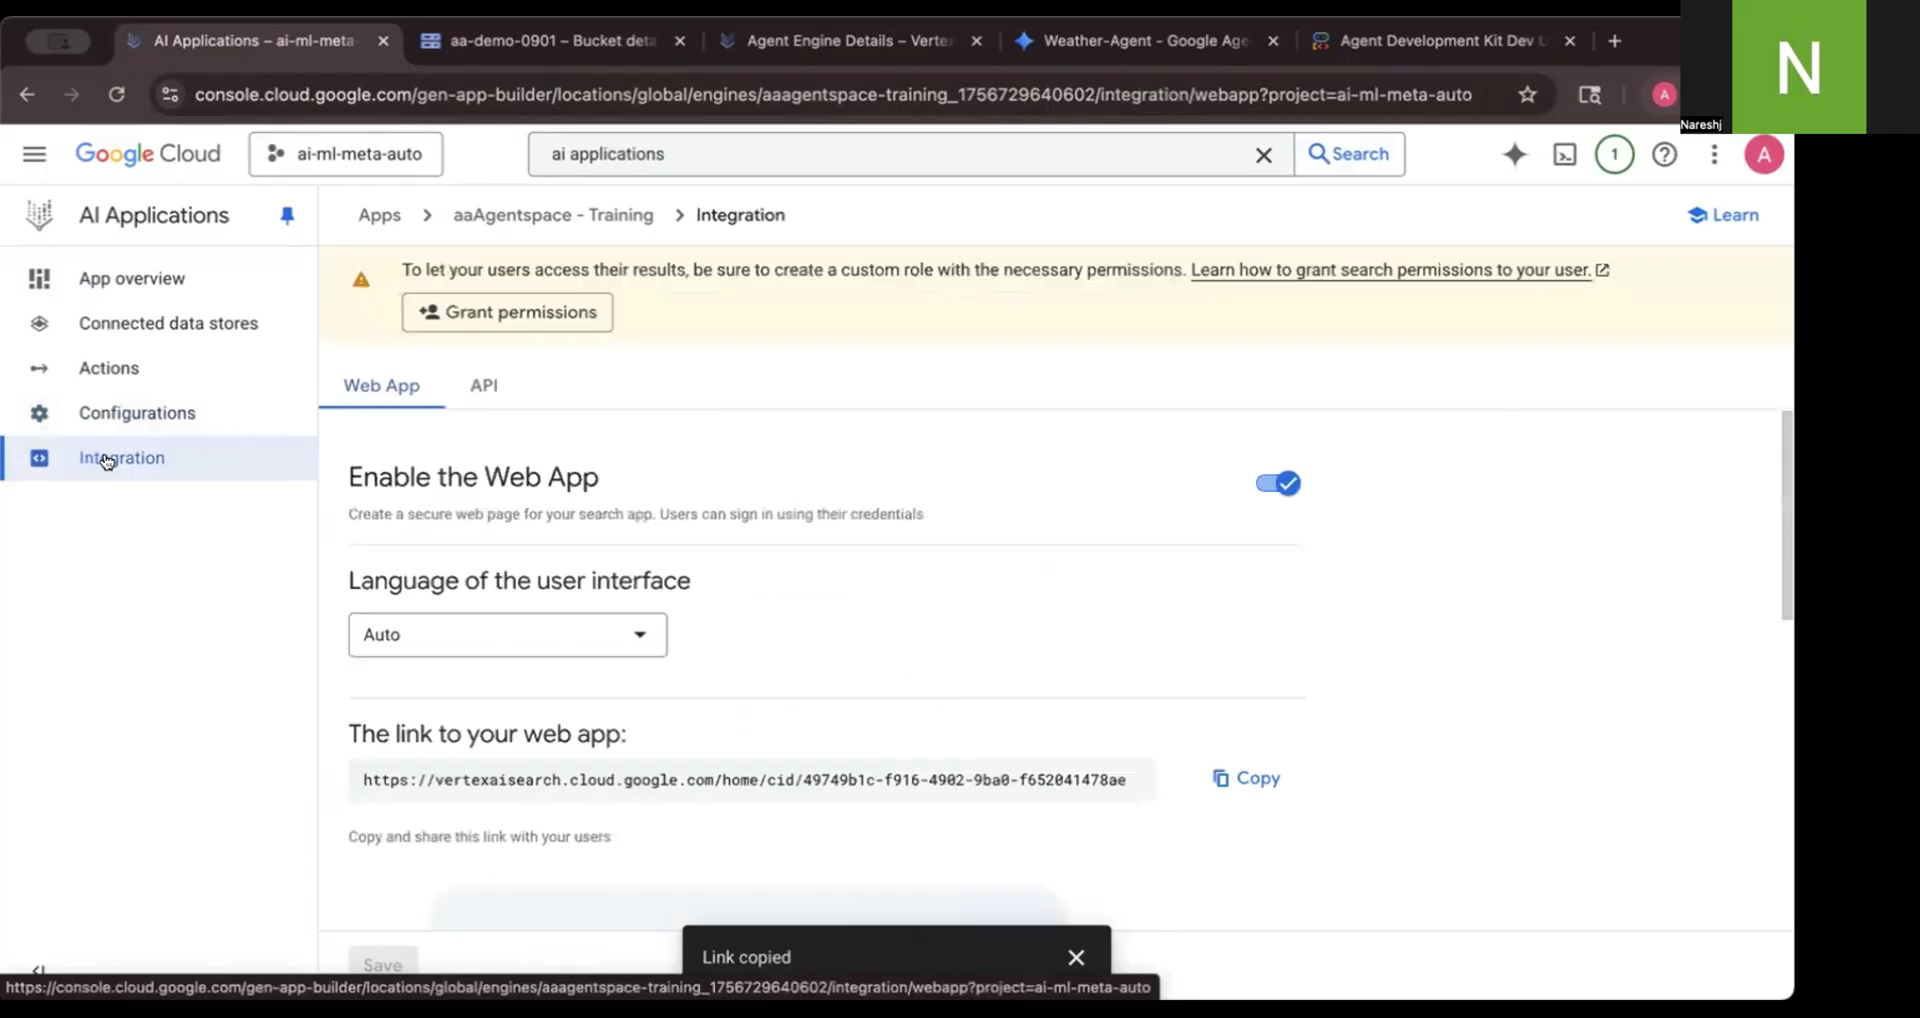 AI Applications – ai-ml-meta-
aa-demo-0901 – Bucket deta
Agent Engine Details – Verte
Weather-Agent - Google Age
Agent Development Kit Dev U
N
Nareshj
console.cloud.google.com/gen-app-builder/locations/global/engines/aaagentspace-training_1756729640602/integration/webapp?project=ai-ml-meta-auto
A
Google Cloud
ai-ml-meta-auto
ai applications
Search
1
A
AI Applications
Apps
aaAgentspace - Training
Integration
Learn
App overview
Connected data stores
Actions
Configurations
Integration
To let your users access their results, be sure to create a custom role with the necessary permissions. Learn how to grant search permissions to your user.
Grant permissions
Web App
API
Enable the Web App
Create a secure web page for your search app. Users can sign in using their credentials
Language of the user interface
Auto
The link to your web app:
https://vertexaisearch.cloud.google.com/home/cid/49749b1c-f916-4902-9ba0-f652041478ae
Copy
Copy and share this link with your users
Save
Link copied
https://console.cloud.google.com/gen-app-builder/locations/global/engines/aaagentspace-training_1756729640602/integration/webapp?project=ai-ml-meta-auto